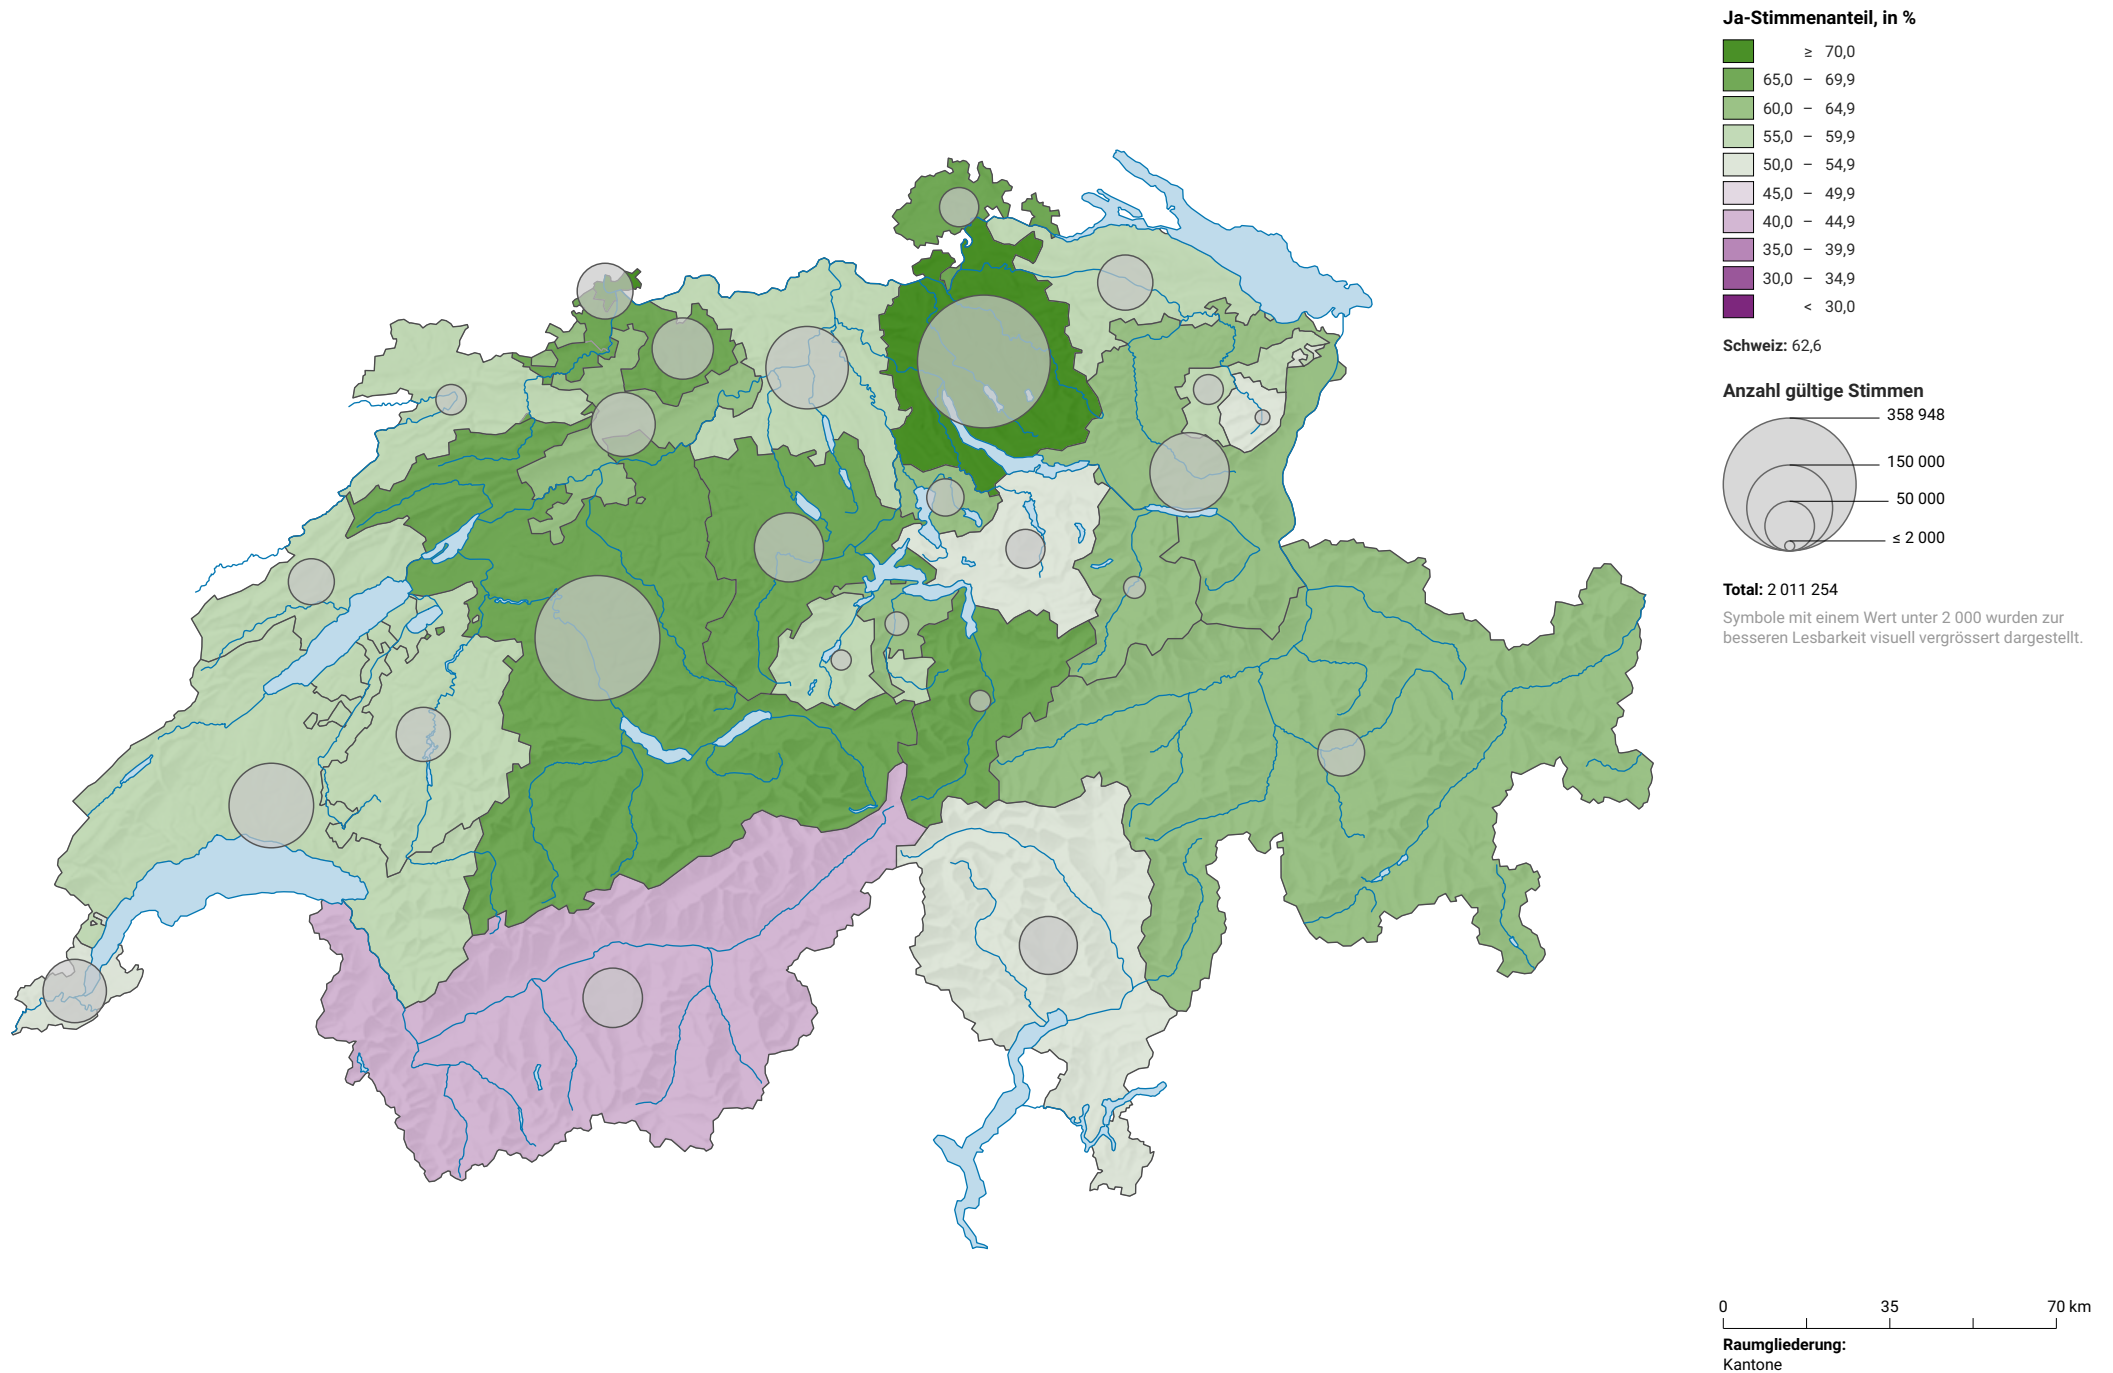 Ja-Stimmenanteil, in %
≥ 70,0
65,0 – 69,9
60,0 – 64,9
55,0 – 59,9
50,0 – 54,9
45,0 – 49,9
40,0 – 44,9
35,0 – 39,9
30,0 – 34,9
< 30,0
Schweiz: 62,6
Anzahl gültige Stimmen
358 948
150 000
50 000
≤ 2 000
Total: 2 011 254
Symbole mit einem Wert unter 2 000 wurden zur
besseren Lesbarkeit visuell vergrössert dargestellt.
0 35 70 km
Raumgliederung:
Kantone